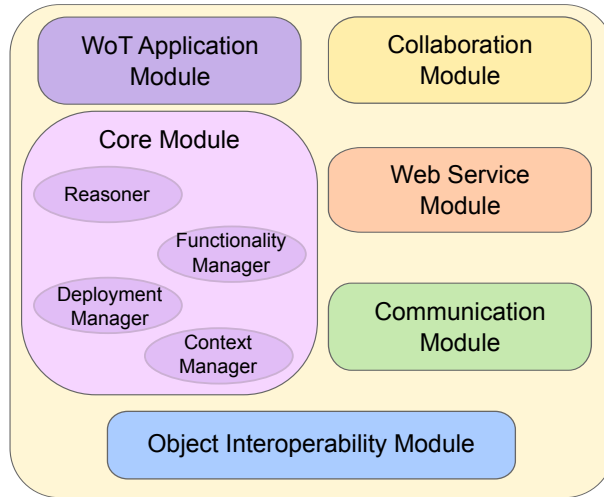 WoT Application
Module
Collaboration
Module
Core Module
Reasoner
Functionality
Manager
Deployment
Manager
Context
Manager
Web Service
Module
Communication
Module
Object Interoperability Module